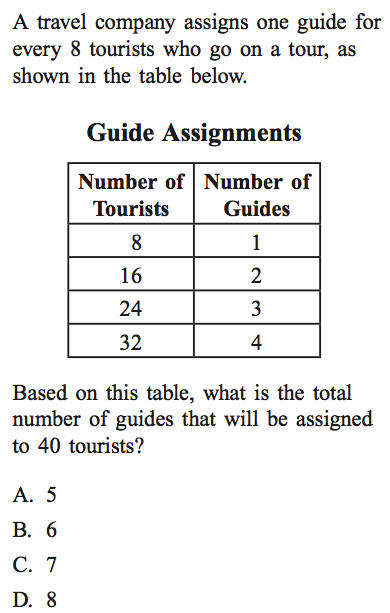 A travel company assigns one guide for
every 8 tourists who go on a tour, as
shown in the table below.
Guide Assignments
Number of Tourists Number of Guides
8 1
16 2
24 3
32 4
Based on this table, what is the total
number of guides that will be assigned
to 40 tourists?
A. 5
B. 6
C. 7
D. 8